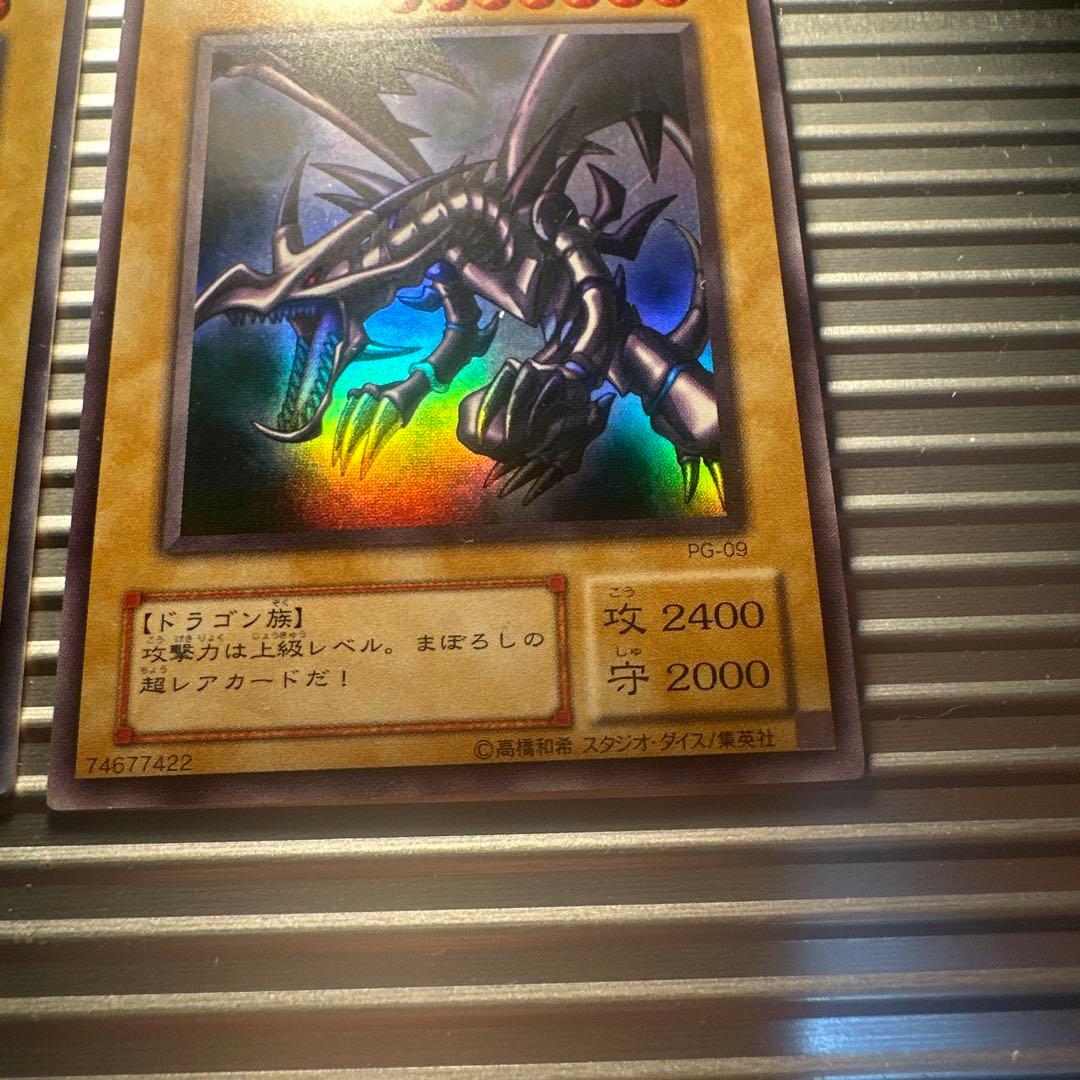 PG-09
【ドラゴン族】
攻撃力は上級レベル。まぼろしの
超レアカードだ！
攻 2400
守 2000
©高橋和希 スタジオ・ダイス/集英社
74677422